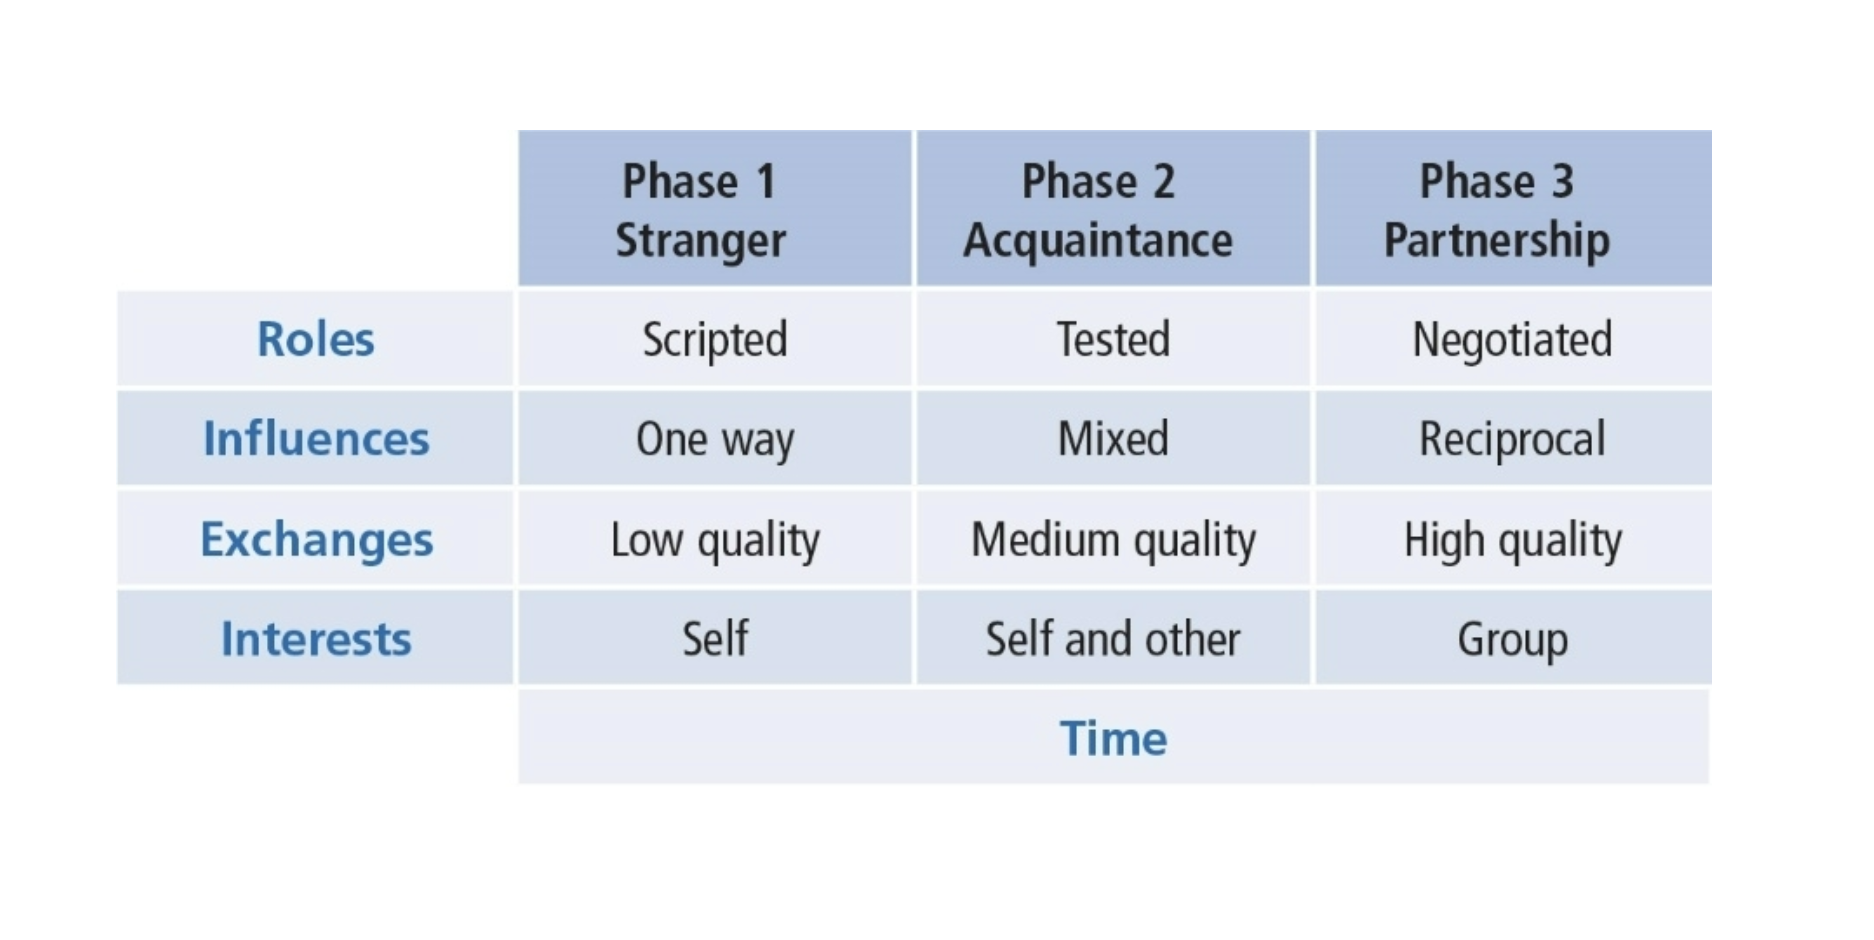 Phase 1 Phase 2 Phase 3
Stranger Acquaintance Partnership
Roles Scripted Tested Negotiated
Influences One way Mixed Reciprocal
Exchanges Low quality Medium quality High quality
Interests Self Self and other Group
Time